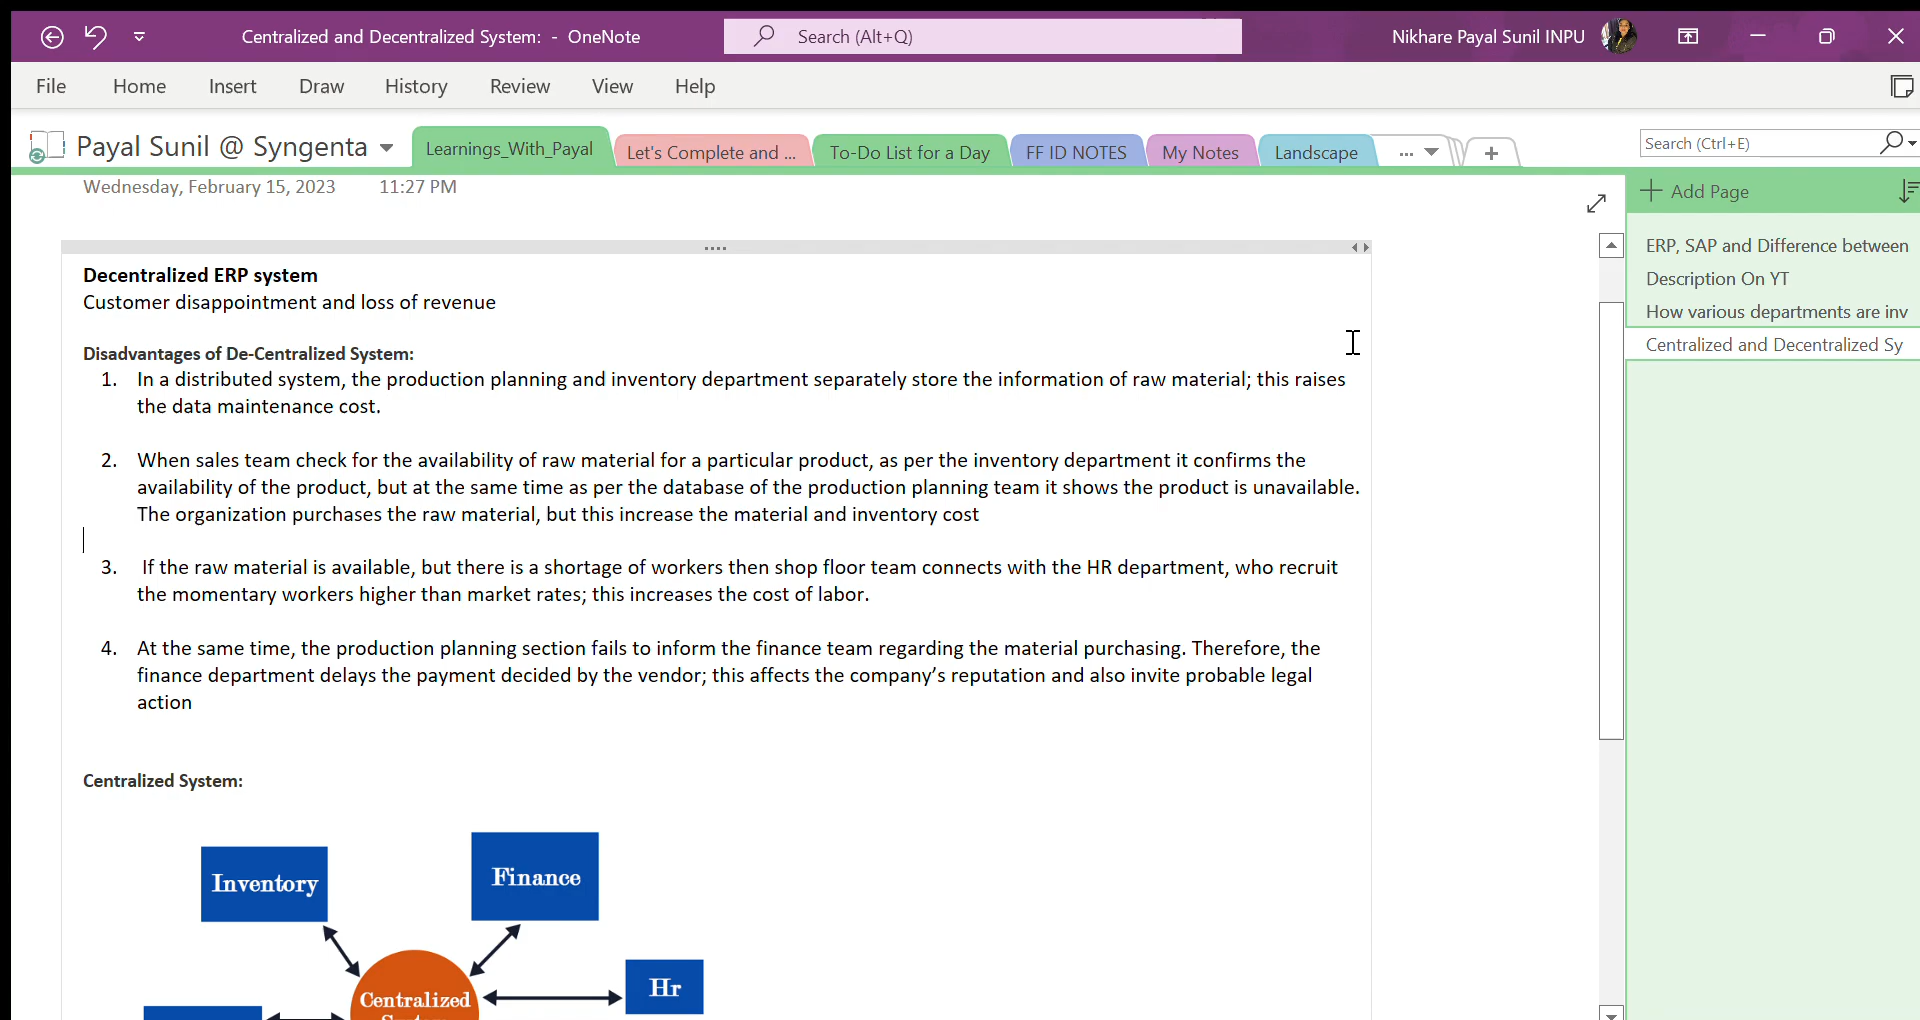 Centralized and Decentralized System: - OneNote
Search (Alt+Q)
Nikhare Payal Sunil INPU
File Home Insert Draw History Review View Help
Payal Sunil @ Syngenta
Learnings_With_Payal
Let's Complete and ...
To-Do List for a Day
FF ID NOTES
My Notes
Landscape
...
Search (Ctrl+E)
Wednesday, February 15, 2023 11:27 PM
Add Page
ERP, SAP and Difference between
Description On YT
How various departments are inv
Centralized and Decentralized Sy
Decentralized ERP system
Customer disappointment and loss of revenue
Disadvantages of De-Centralized System:
1. In a distributed system, the production planning and inventory department separately store the information of raw material; this raises
the data maintenance cost.
2. When sales team check for the availability of raw material for a particular product, as per the inventory department it confirms the
availability of the product, but at the same time as per the database of the production planning team it shows the product is unavailable.
The organization purchases the raw material, but this increase the material and inventory cost
3. If the raw material is available, but there is a shortage of workers then shop floor team connects with the HR department, who recruit
the momentary workers higher than market rates; this increases the cost of labor.
4. At the same time, the production planning section fails to inform the finance team regarding the material purchasing. Therefore, the
finance department delays the payment decided by the vendor; this affects the company's reputation and also invite probable legal
action
Centralized System:
Inventory
Finance
Hr
Centralized